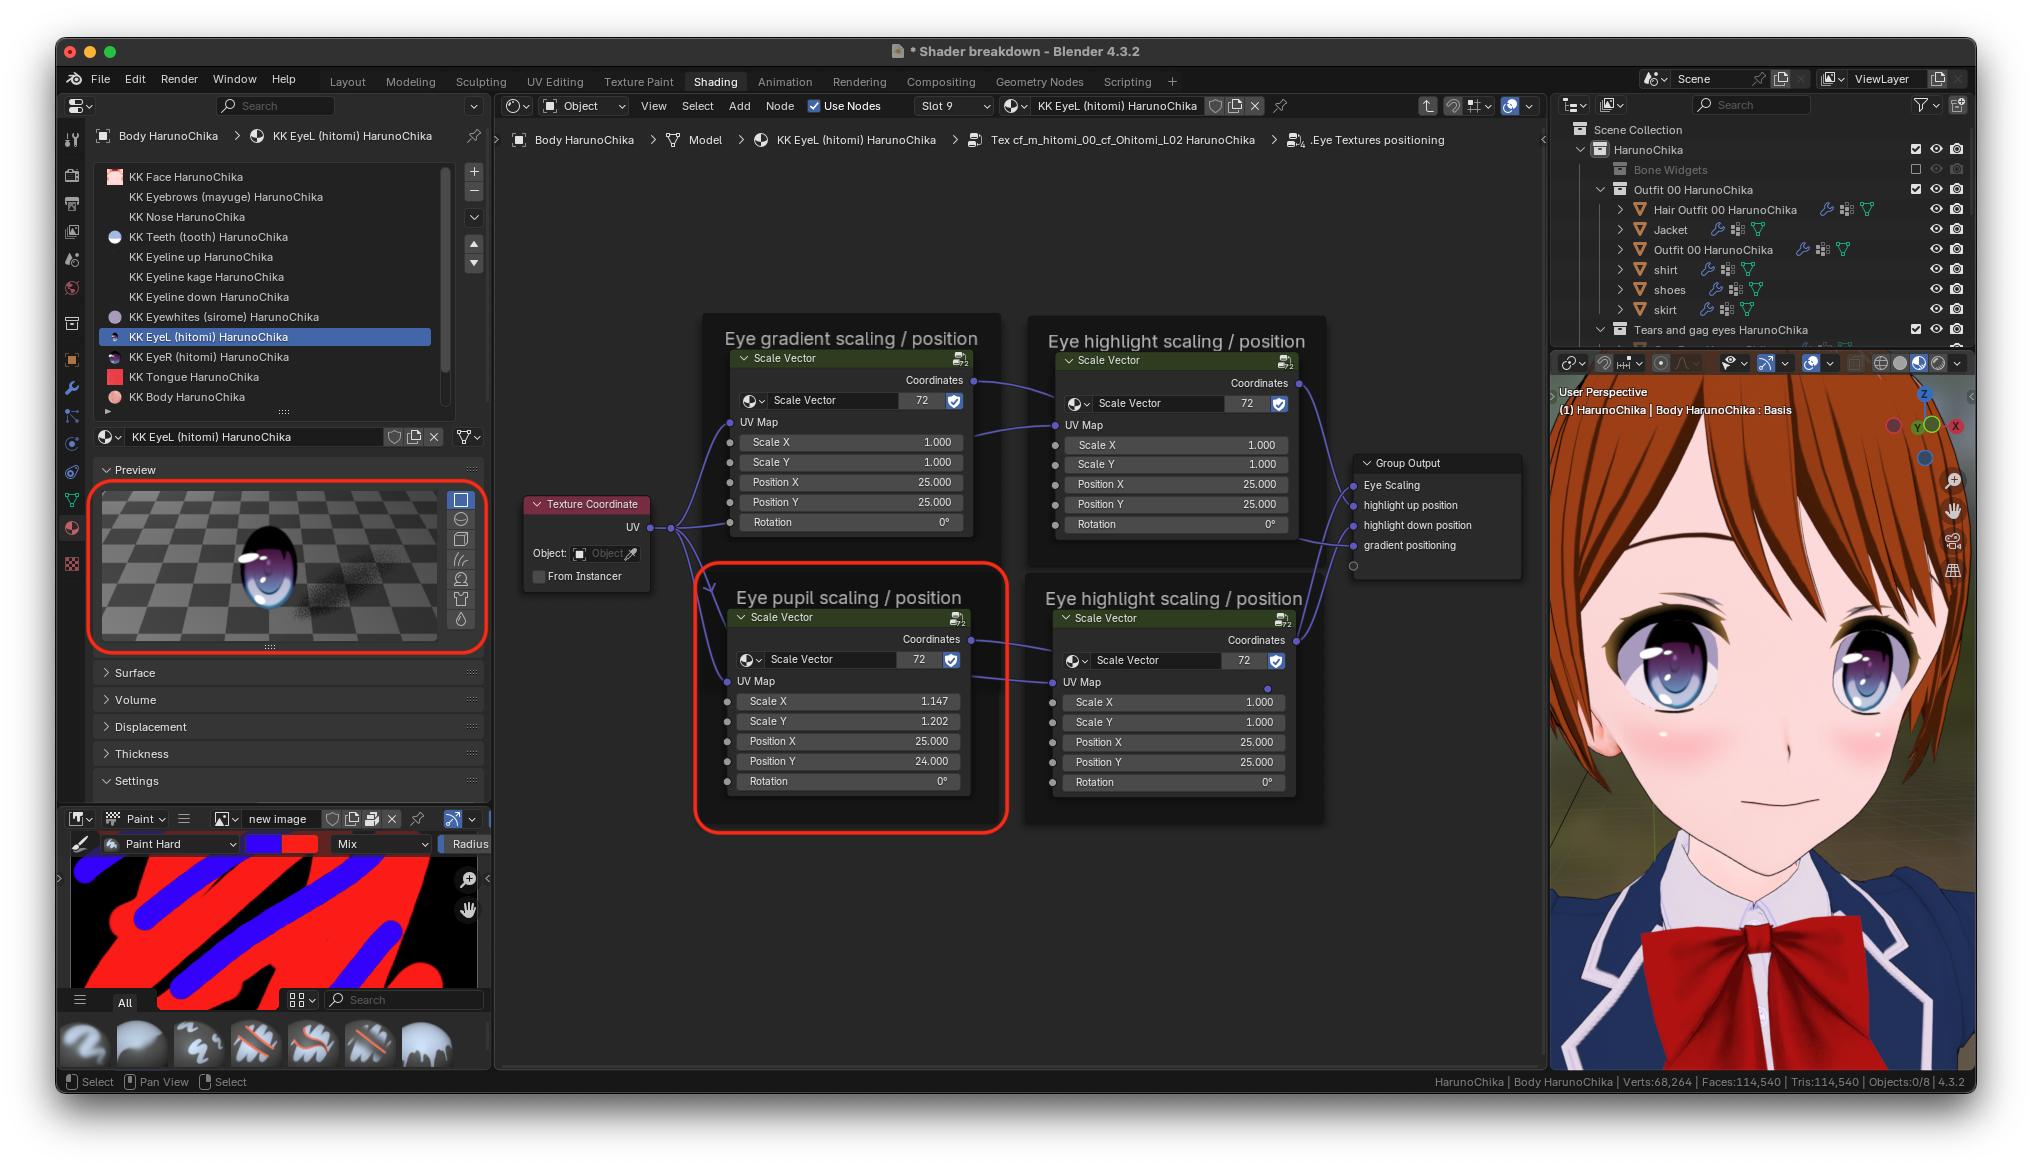 * Shader breakdown - Blender 4.3.2
File Edit Render Window Help
Layout Modeling Sculpting UV Editing Texture Paint Shading Animation Rendering Compositing Geometry Nodes Scripting +
Scene
ViewLayer
Search
Body HarunoChika
KK EyeL (hitomi) HarunoChika
KK Face HarunoChika
KK Eyebrows (mayuge) HarunoChika
KK Nose HarunoChika
KK Teeth (tooth) HarunoChika
KK Eyeline up HarunoChika
KK Eyeline kage HarunoChika
KK Eyeline down HarunoChika
KK Eyewhites (sirome) HarunoChika
KK EyeL (hitomi) HarunoChika
KK EyeR (hitomi) HarunoChika
KK Tongue HarunoChika
KK Body HarunoChika
KK EyeL (hitomi) HarunoChika
Preview
Surface
Volume
Displacement
Thickness
Settings
Paint
new image
Paint Hard
Mix
Radius
All
Search
Object
View Select Add Node
Use Nodes
Slot 9
KK EyeL (hitomi) HarunoChika
Body HarunoChika
Model
KK EyeL (hitomi) HarunoChika
Tex cf_m_hitomi_00_cf_Ohitomi_L02 HarunoChika
.Eye Textures positioning
Texture Coordinate
UV
Object: Object
From Instancer
Eye gradient scaling / position
Scale Vector
72
Coordinates
Scale Vector 72
UV Map
Scale X 1.000
Scale Y 1.000
Position X 25.000
Position Y 25.000
Rotation 0°
Eye highlight scaling / position
Scale Vector
72
Coordinates
Scale Vector 72
UV Map
Scale X 1.000
Scale Y 1.000
Position X 25.000
Position Y 25.000
Rotation 0°
Eye pupil scaling / position
Scale Vector
72
Coordinates
Scale Vector 72
UV Map
Scale X 1.147
Scale Y 1.202
Position X 25.000
Position Y 24.000
Rotation 0°
Eye highlight scaling / position
Scale Vector
72
Coordinates
Scale Vector 72
UV Map
Scale X 1.000
Scale Y 1.000
Position X 25.000
Position Y 25.000
Rotation 0°
Group Output
Eye Scaling
highlight up position
highlight down position
gradient positioning
Search
Scene Collection
HarunoChika
Bone Widgets
Outfit 00 HarunoChika
Hair Outfit 00 HarunoChika
Jacket
Outfit 00 HarunoChika
shirt
shoes
skirt
Tears and gag eyes HarunoChika
User Perspective
(1) HarunoChika | Body HarunoChika : Basis
Z
Y
X
Select
Pan View
Select
HarunoChika | Body HarunoChika | Verts:68,264 | Faces:114,540 | Tris:114,540 | Objects:0/8 | 4.3.2